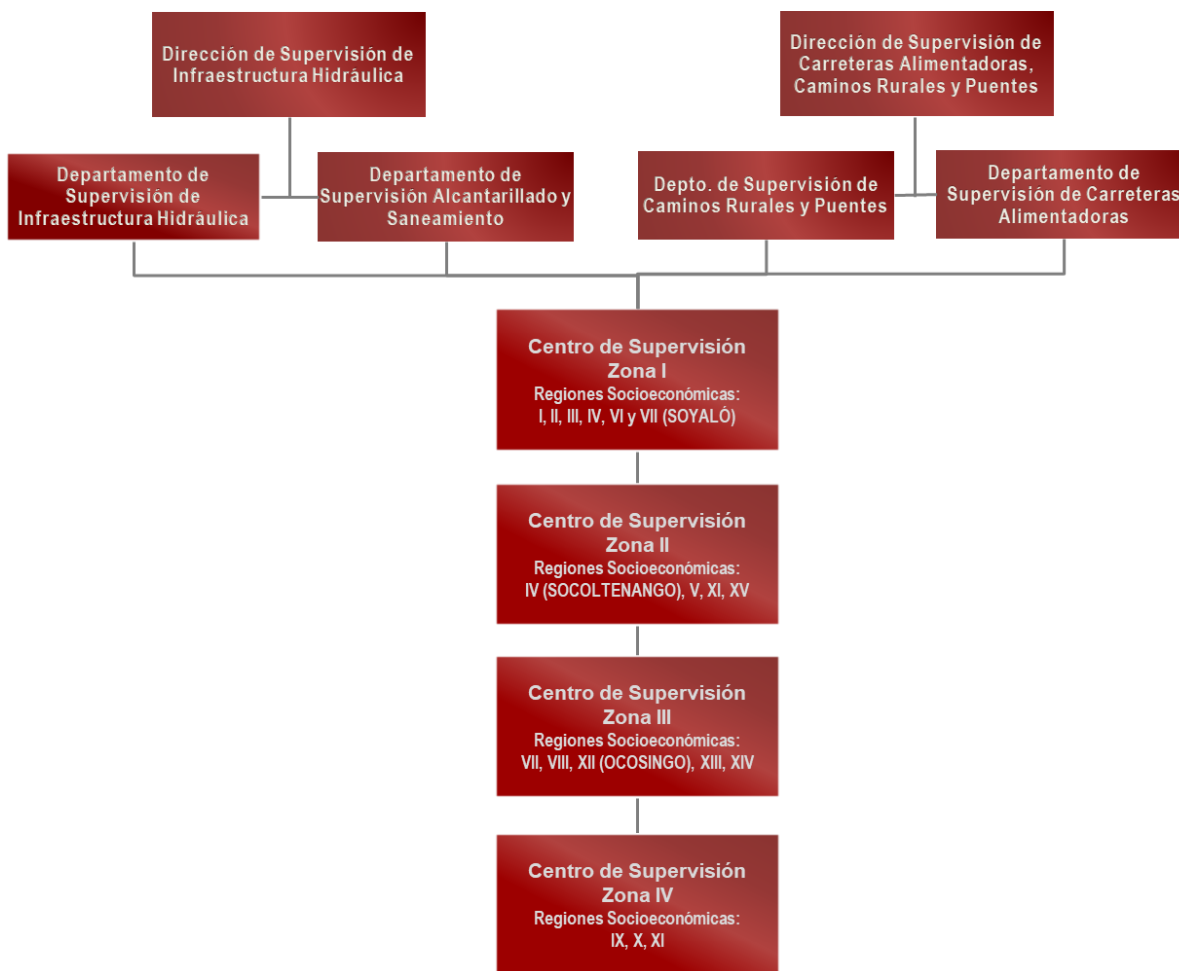 Dirección de Supervisión de
Infraestructura Hidráulica
Dirección de Supervisión de
Carreteras Alimentadoras,
Caminos Rurales y Puentes
Departamento de
Supervisión de
Infraestructura Hidráulica
Departamento de
Supervisión Alcantarillado y
Saneamiento
Depto. de Supervisión de
Caminos Rurales y Puentes
Departamento de
Supervisión de Carreteras
Alimentadoras
Centro de Supervisión
Zona I
Regiones Socioeconómicas:
I, II, III, IV, VI y VII (SOYALÓ)
Centro de Supervisión
Zona II
Regiones Socioeconómicas:
IV (SOCOLTENANGO), V, XI, XV
Centro de Supervisión
Zona III
Regiones Socioeconómicas:
VII, VIII, XII (OCOSINGO), XIII, XIV
Centro de Supervisión
Zona IV
Regiones Socioeconómicas:
IX, X, XI